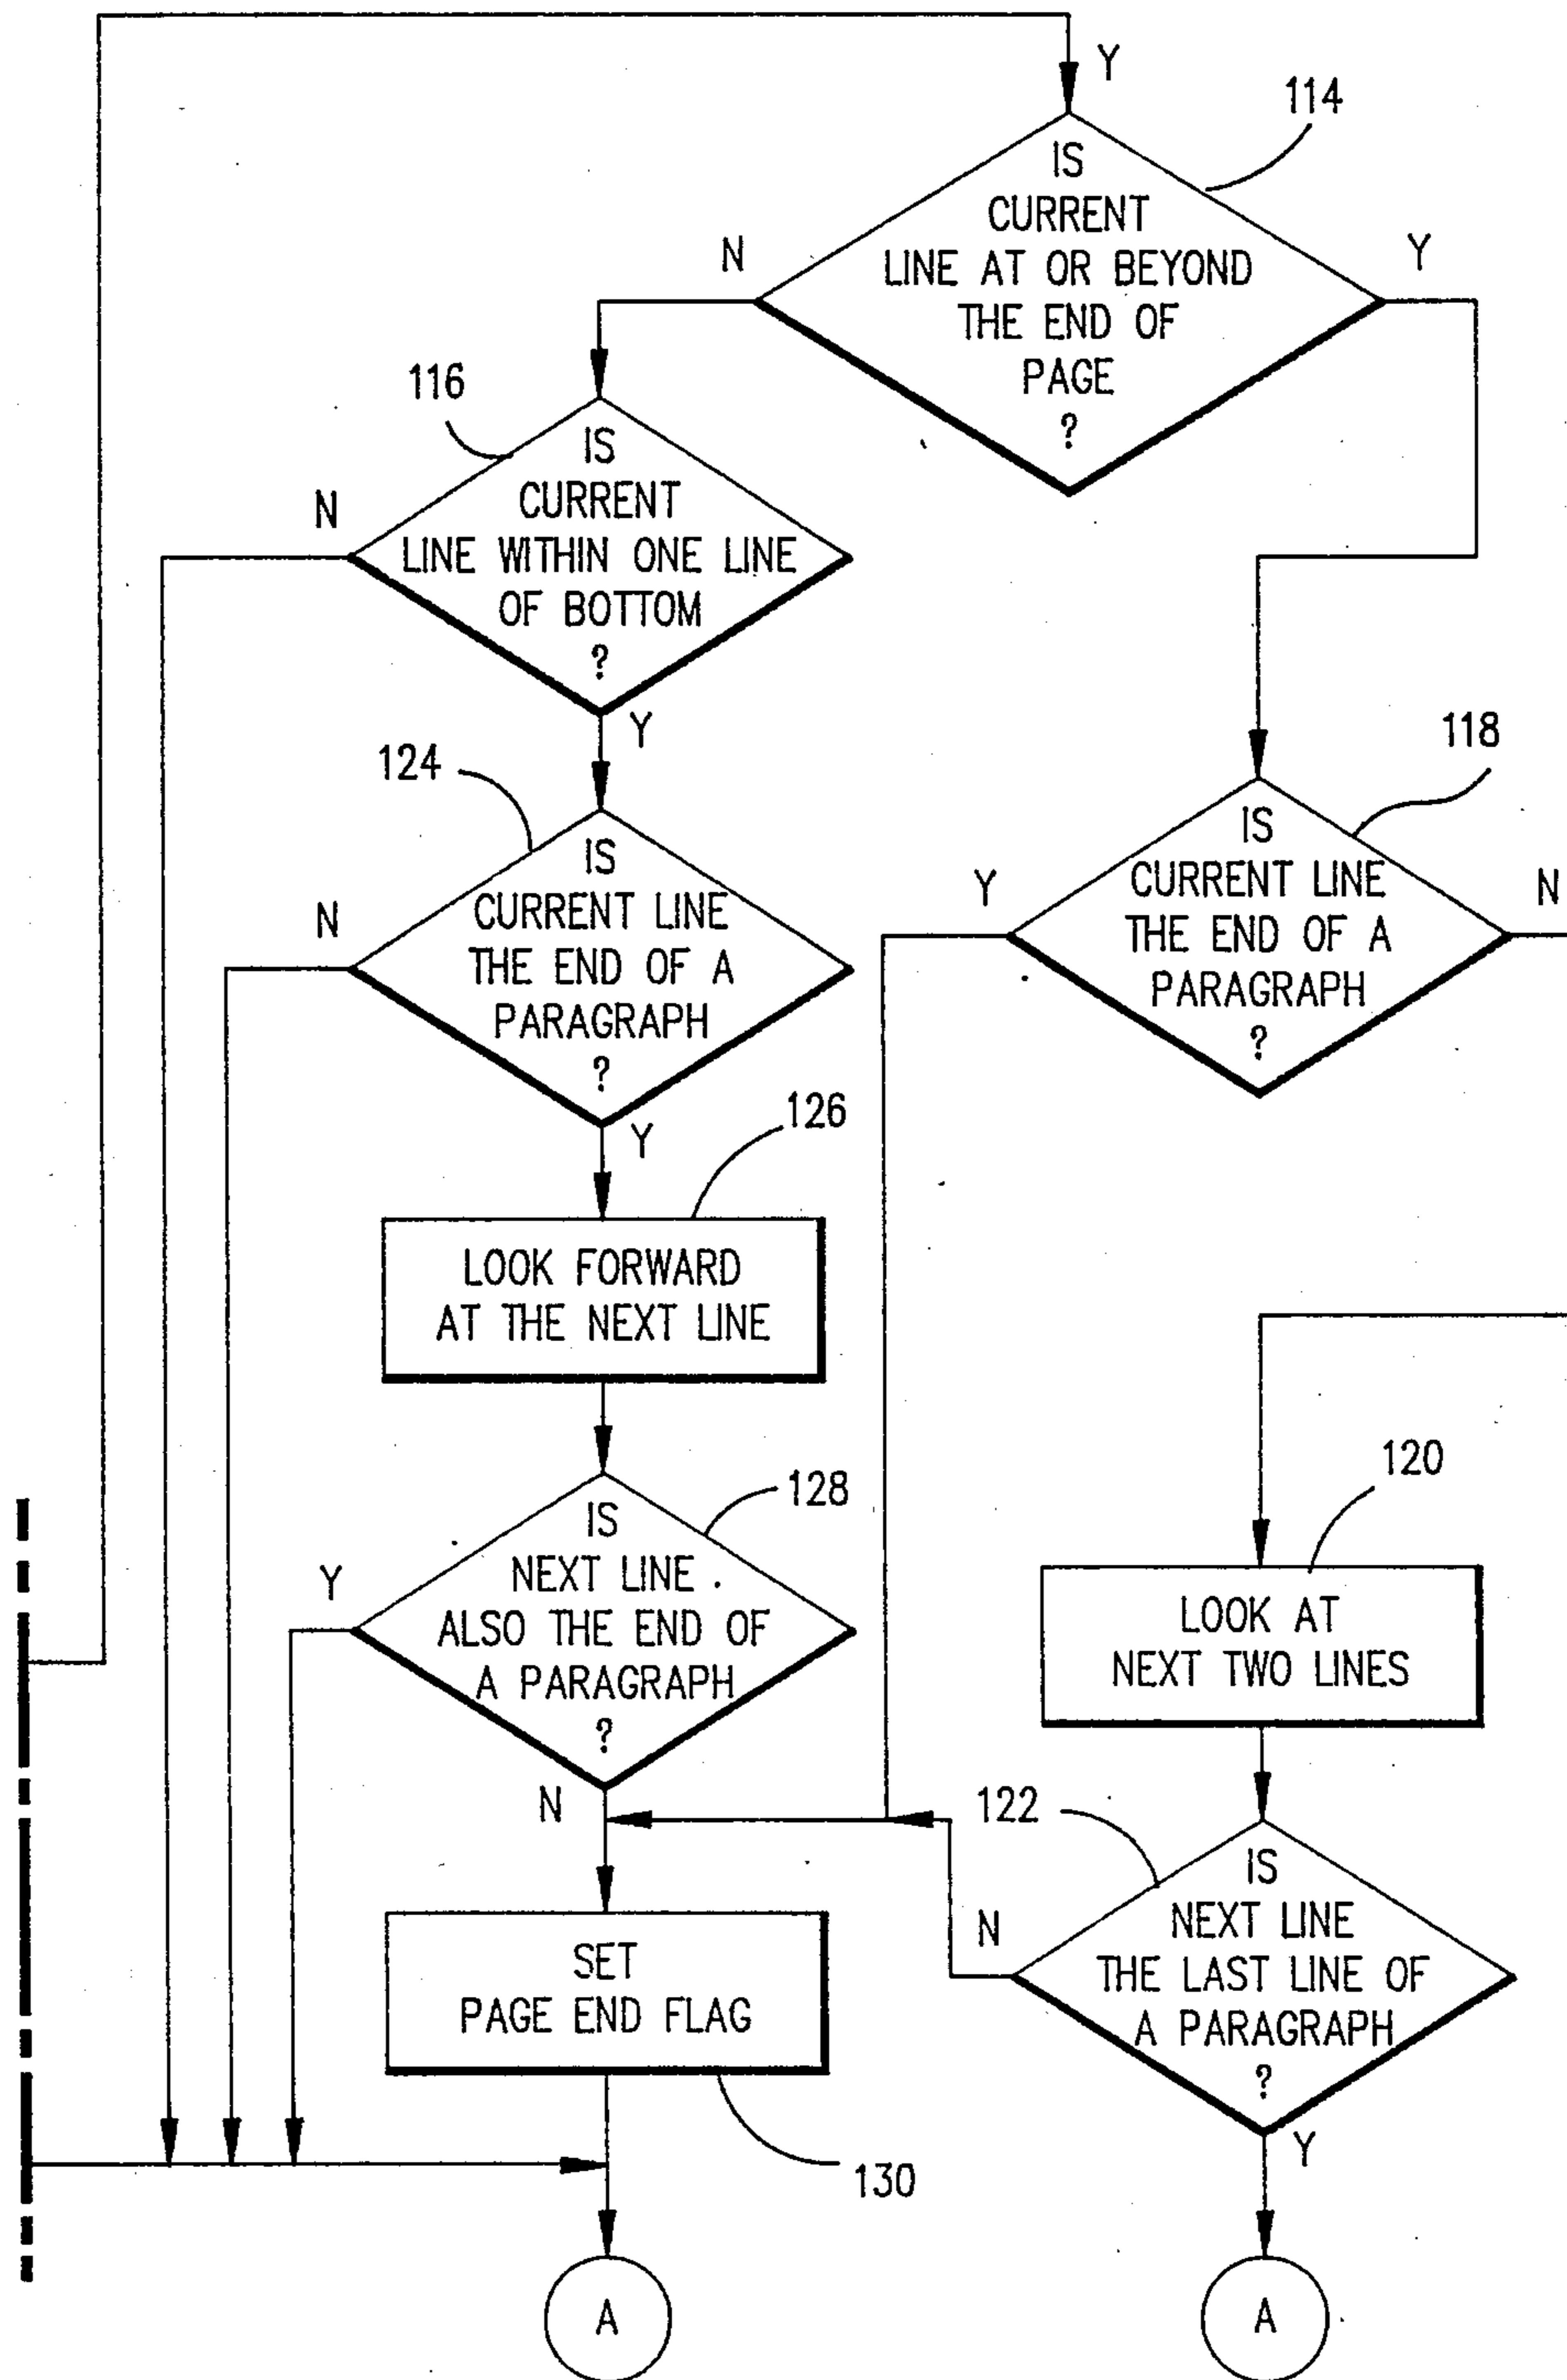 Y
114
IS
CURRENT
LINE AT OR BEYOND
THE END OF
PAGE
?
N
Y
116
IS
CURRENT
LINE WITHIN ONE LINE
OF BOTTOM
?
N
Y
124
IS
CURRENT LINE
THE END OF A
PARAGRAPH
?
N
Y
118
IS
CURRENT LINE
THE END OF A
PARAGRAPH
?
Y
N
126
LOOK FORWARD
AT THE NEXT LINE
128
IS
NEXT LINE
ALSO THE END OF
A PARAGRAPH
?
Y
N
120
LOOK AT
NEXT TWO LINES
122
IS
NEXT LINE
THE LAST LINE OF
A PARAGRAPH
?
N
Y
SET
PAGE END FLAG
130
A
A